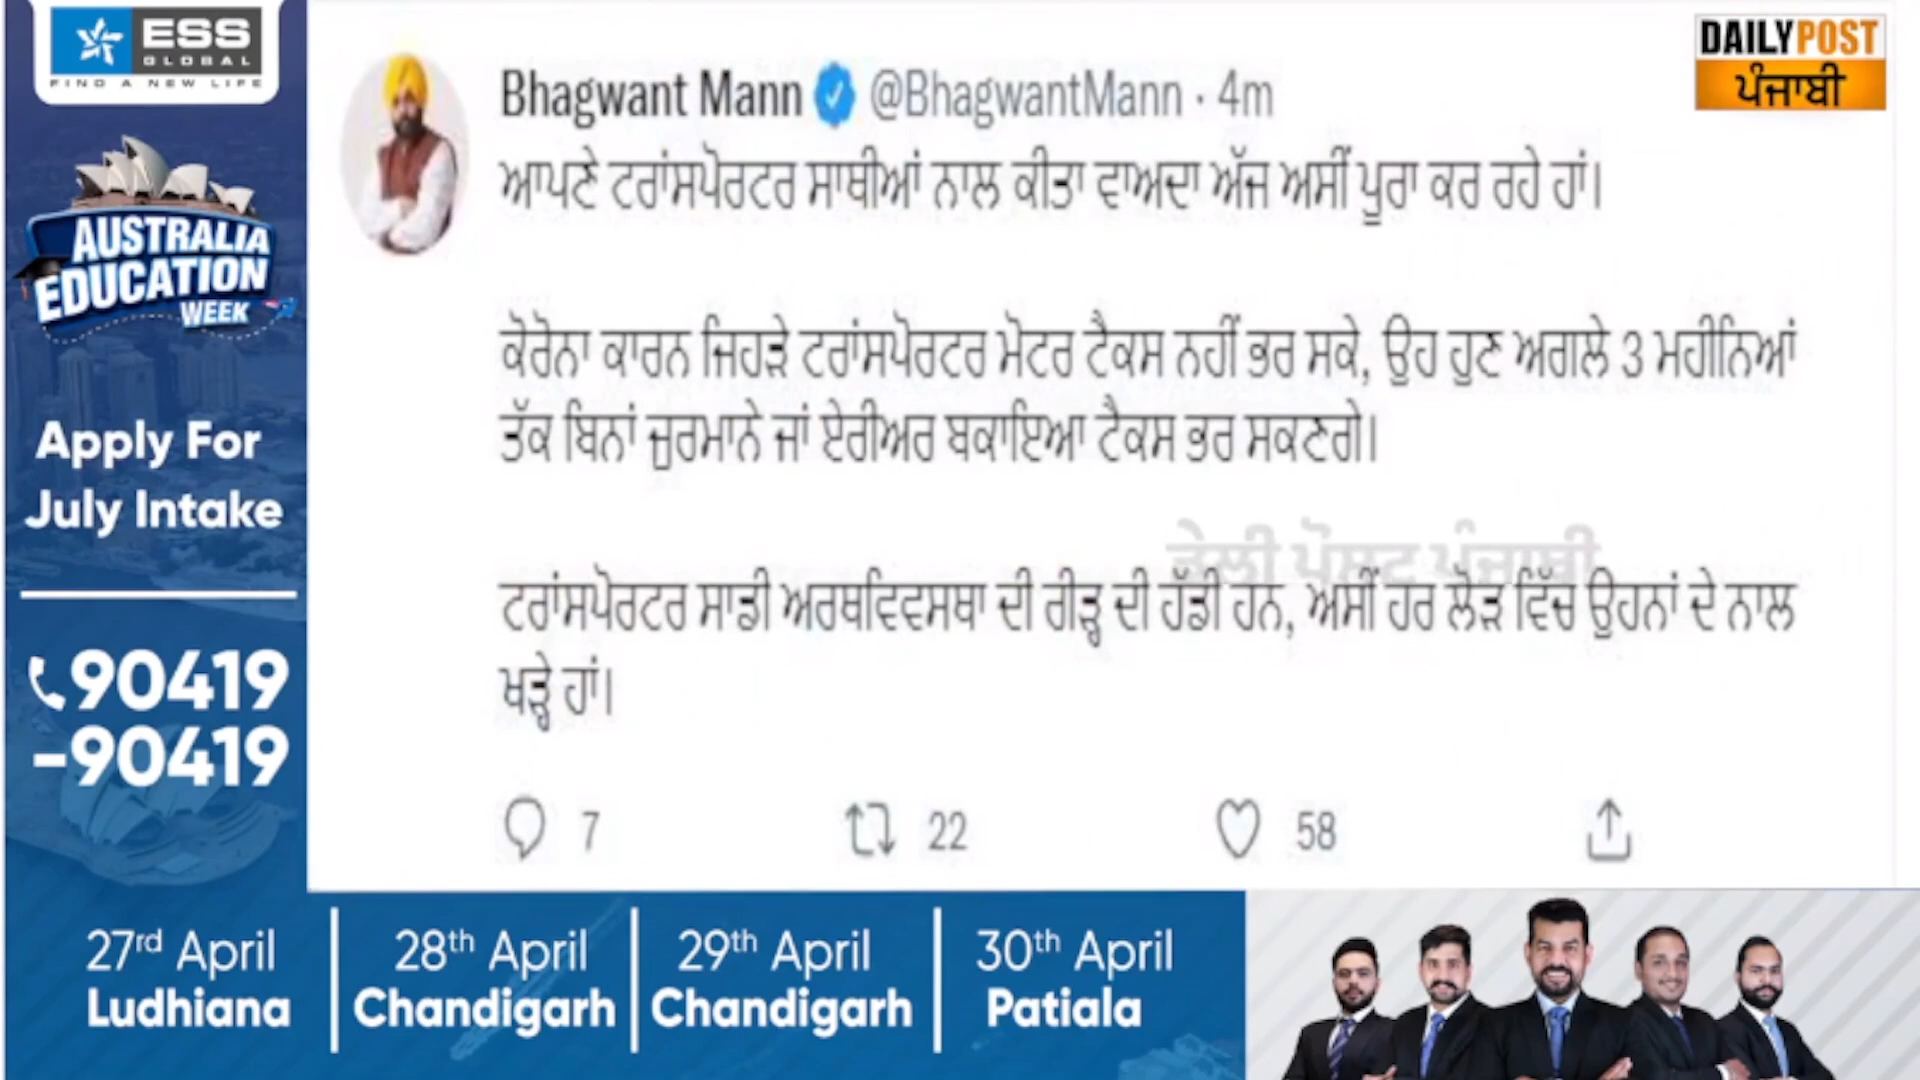 ESS
GLOBAL
FIND A NEW LIFE
AUSTRALIA
EDUCATION
WEEK
Apply For
July Intake
90419
-90419
DAILYPOST
ਪੰਜਾਬੀ
Bhagwant Mann @BhagwantMann · 4m
ਆਪਣੇ ਟਰਾਂਸਪੋਰਟਰ ਸਾਥੀਆਂ ਨਾਲ ਕੀਤਾ ਵਾਅਦਾ ਅੱਜ ਅਸੀਂ ਪੂਰਾ ਕਰ ਰਹੇ ਹਾਂ।
ਕੋਰੋਨਾ ਕਾਰਨ ਜਿਹੜੇ ਟਰਾਂਸਪੋਰਟਰ ਮੋਟਰ ਟੈਕਸ ਨਹੀਂ ਭਰ ਸਕੇ, ਉਹ ਹੁਣ ਅਗਲੇ 3 ਮਹੀਨਿਆਂ
ਤੱਕ ਬਿਨਾਂ ਜੁਰਮਾਨੇ ਜਾਂ ਏਰੀਅਰ ਬਕਾਇਆ ਟੈਕਸ ਭਰ ਸਕਣਗੇ।
ਡੇਲੀ ਪੋਸਟ ਪੰਜਾਬੀ
ਟਰਾਂਸਪੋਰਟਰ ਸਾਡੀ ਅਰਥਵਿਵਸਥਾ ਦੀ ਰੀੜ੍ਹ ਦੀ ਹੱਡੀ ਹਨ, ਅਸੀਂ ਹਰ ਲੋੜ ਵਿੱਚ ਉਹਨਾਂ ਦੇ ਨਾਲ
ਖੜ੍ਹੇ ਹਾਂ।
7 22 58
27rd April
Ludhiana
28th April
Chandigarh
29th April
Chandigarh
30th April
Patiala